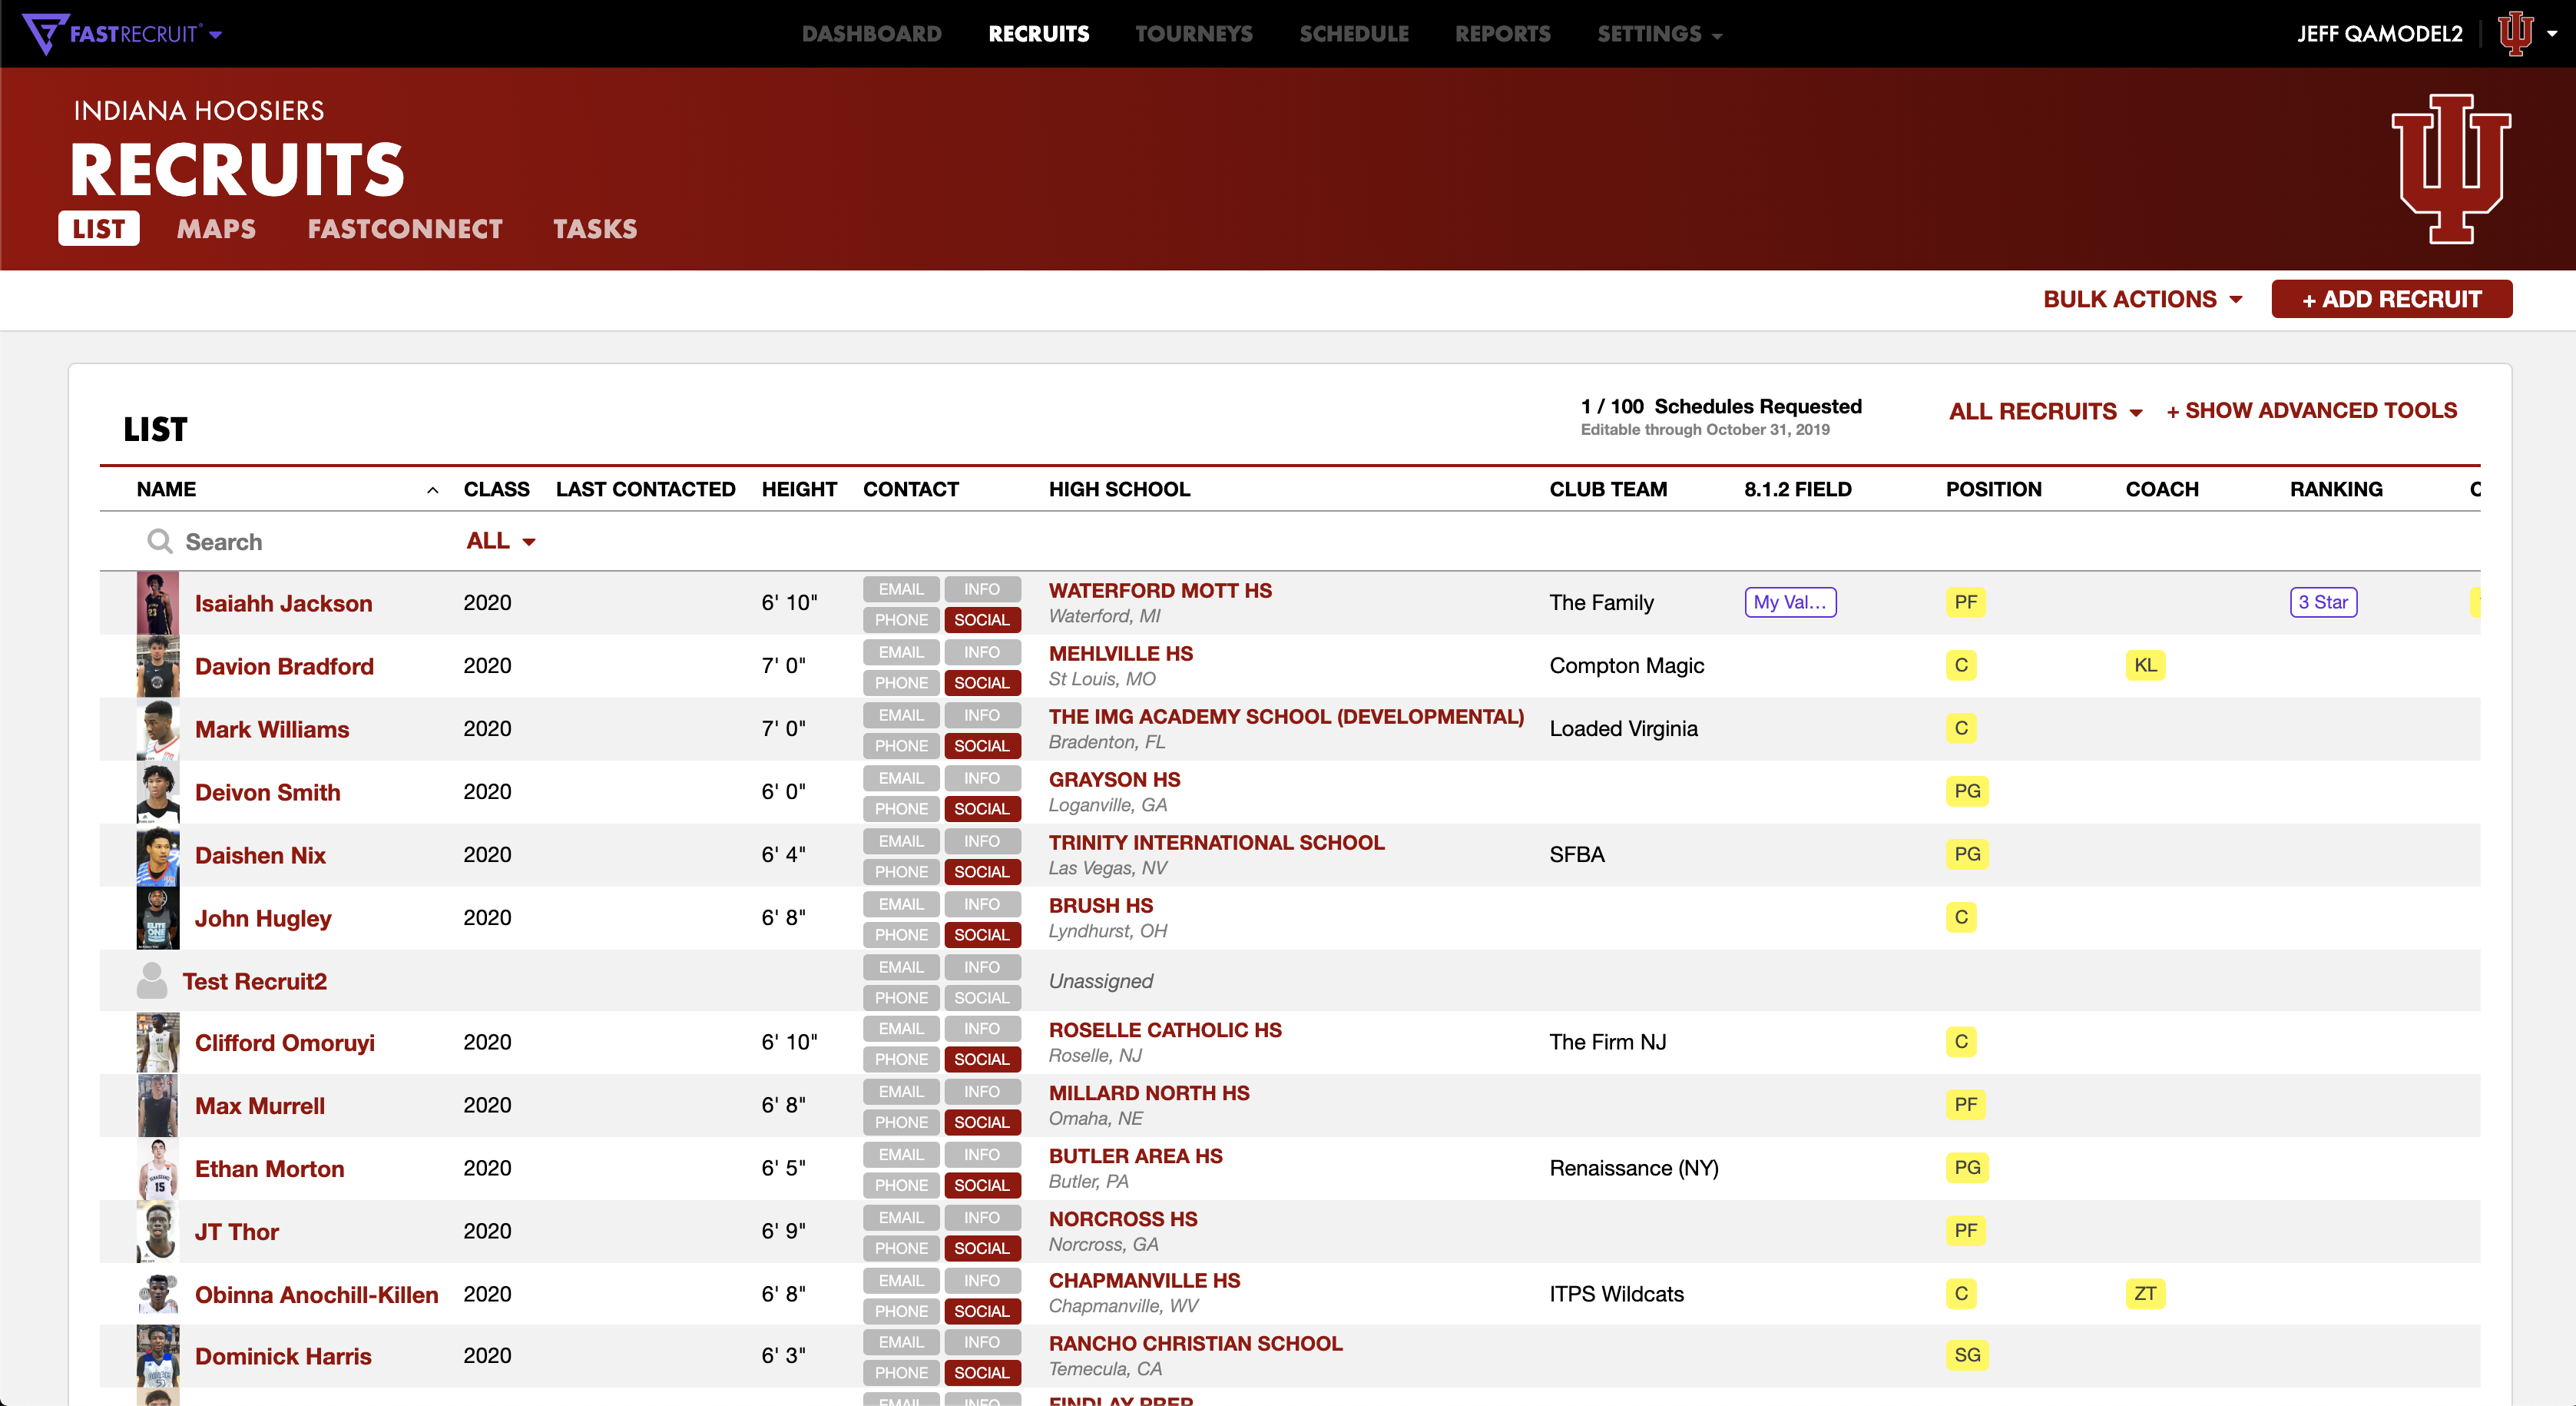 FASTRECRUIT
DASHBOARD RECRUITS TOURNEYS SCHEDULE REPORTS SETTINGS
JEFF QAMODEL2
INDIANA HOOSIERS
RECRUITS
LIST MAPS FASTCONNECT TASKS
BULK ACTIONS + ADD RECRUIT
LIST
1 / 100 Schedules Requested
Editable through October 31, 2019
ALL RECRUITS + SHOW ADVANCED TOOLS
NAME CLASS LAST CONTACTED HEIGHT CONTACT HIGH SCHOOL CLUB TEAM 8.1.2 FIELD POSITION COACH RANKING
Search ALL
Isaiahh Jackson 2020 6' 10" EMAIL INFO PHONE SOCIAL WATERFORD MOTT HS The Family My Val... PF 3 Star
Waterford, MI
Davion Bradford 2020 7' 0" EMAIL INFO PHONE SOCIAL MEHLVILLE HS Compton Magic C KL
St Louis, MO
Mark Williams 2020 7' 0" EMAIL INFO PHONE SOCIAL THE IMG ACADEMY SCHOOL (DEVELOPMENTAL) Loaded Virginia C
Bradenton, FL
Deivon Smith 2020 6' 0" EMAIL INFO PHONE SOCIAL GRAYSON HS PG
Loganville, GA
Daishen Nix 2020 6' 4" EMAIL INFO PHONE SOCIAL TRINITY INTERNATIONAL SCHOOL SFBA PG
Las Vegas, NV
John Hugley 2020 6' 8" EMAIL INFO PHONE SOCIAL BRUSH HS C
Lyndhurst, OH
Test Recruit2 EMAIL INFO PHONE SOCIAL Unassigned
Clifford Omoruyi 2020 6' 10" EMAIL INFO PHONE SOCIAL ROSELLE CATHOLIC HS The Firm NJ C
Roselle, NJ
Max Murrell 2020 6' 8" EMAIL INFO PHONE SOCIAL MILLARD NORTH HS PF
Omaha, NE
Ethan Morton 2020 6' 5" EMAIL INFO PHONE SOCIAL BUTLER AREA HS Renaissance (NY) PG
Butler, PA
JT Thor 2020 6' 9" EMAIL INFO PHONE SOCIAL NORCROSS HS PF
Norcross, GA
Obinna Anochill-Killen 2020 6' 8" EMAIL INFO PHONE SOCIAL CHAPMANVILLE HS ITPS Wildcats C ZT
Chapmanville, WV
Dominick Harris 2020 6' 3" EMAIL INFO PHONE SOCIAL RANCHO CHRISTIAN SCHOOL SG
Temecula, CA
EMAIL INFO FINDLAY PREP